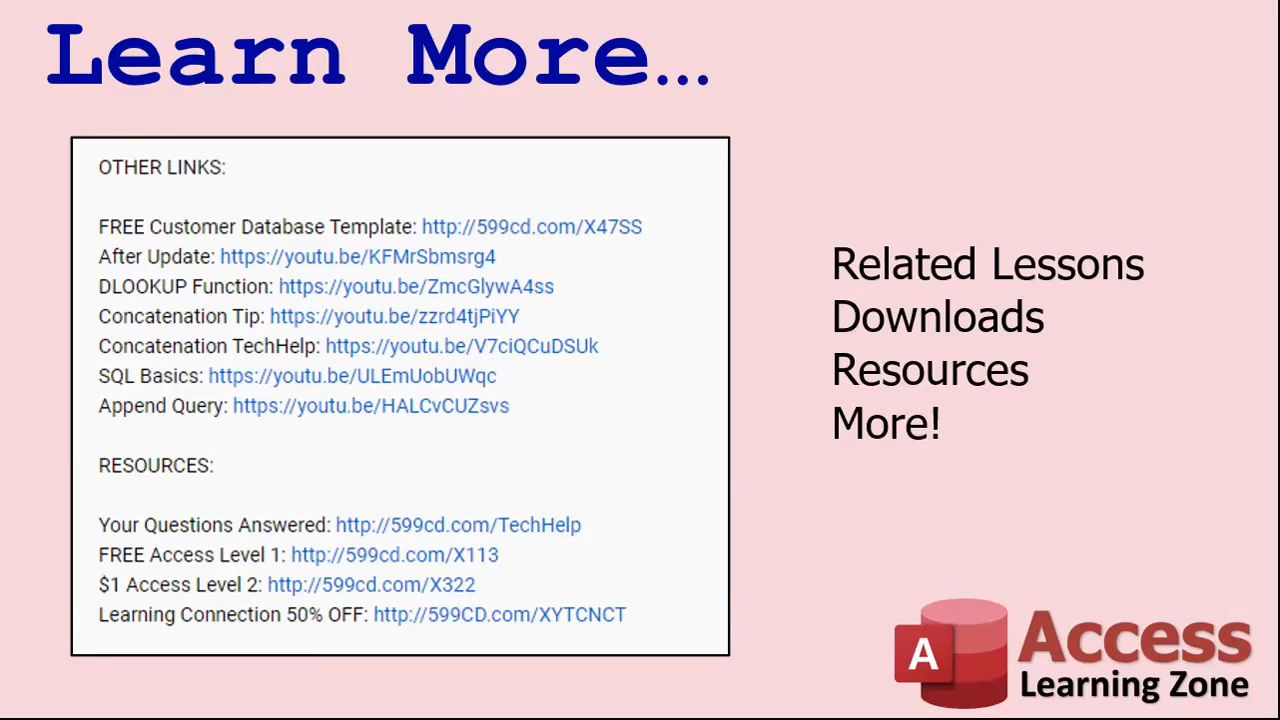 Learn More...
OTHER LINKS:
FREE Customer Database Template: http://599cd.com/X47SS
After Update: https://youtu.be/KFMrSbmsrg4
DLOOKUP Function: https://youtu.be/ZmcGlywA4ss
Concatenation Tip: https://youtu.be/zzrd4tjPiYY
Concatenation TechHelp: https://youtu.be/V7ciQCuDSUk
SQL Basics: https://youtu.be/ULEmUobUWqc
Append Query: https://youtu.be/HALCvCUZsvs
RESOURCES:
Your Questions Answered: http://599cd.com/TechHelp
FREE Access Level 1: http://599cd.com/X113
$1 Access Level 2: http://599cd.com/X322
Learning Connection 50% OFF: http://599CD.com/XYTCNCT
Related Lessons
Downloads
Resources
More!
A
Access
Learning Zone